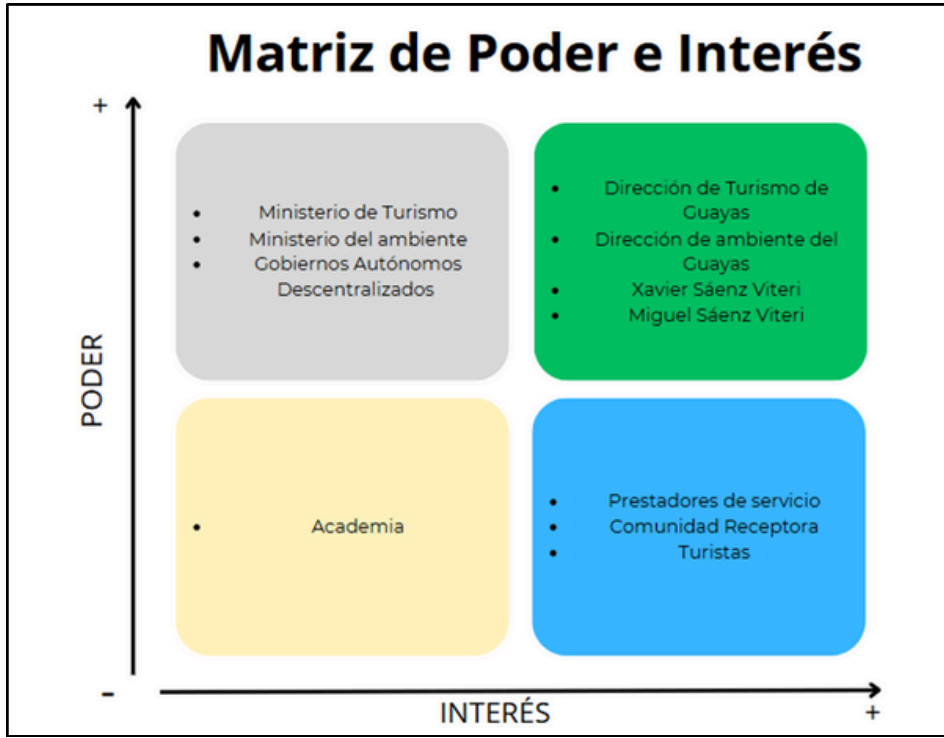 Matriz de Poder e Interés
+
PODER
• Ministerio de Turismo
• Ministerio del ambiente
• Gobiernos Autónomos
Descentralizados
• Dirección de Turismo de
Guayas
• Dirección de ambiente del
Guayas
• Xavier Sáenz Viteri
• Miguel Sáenz Viteri
• Academia
• Prestadores de servicio
• Comunidad Receptora
• Turistas
-
INTERÉS
+